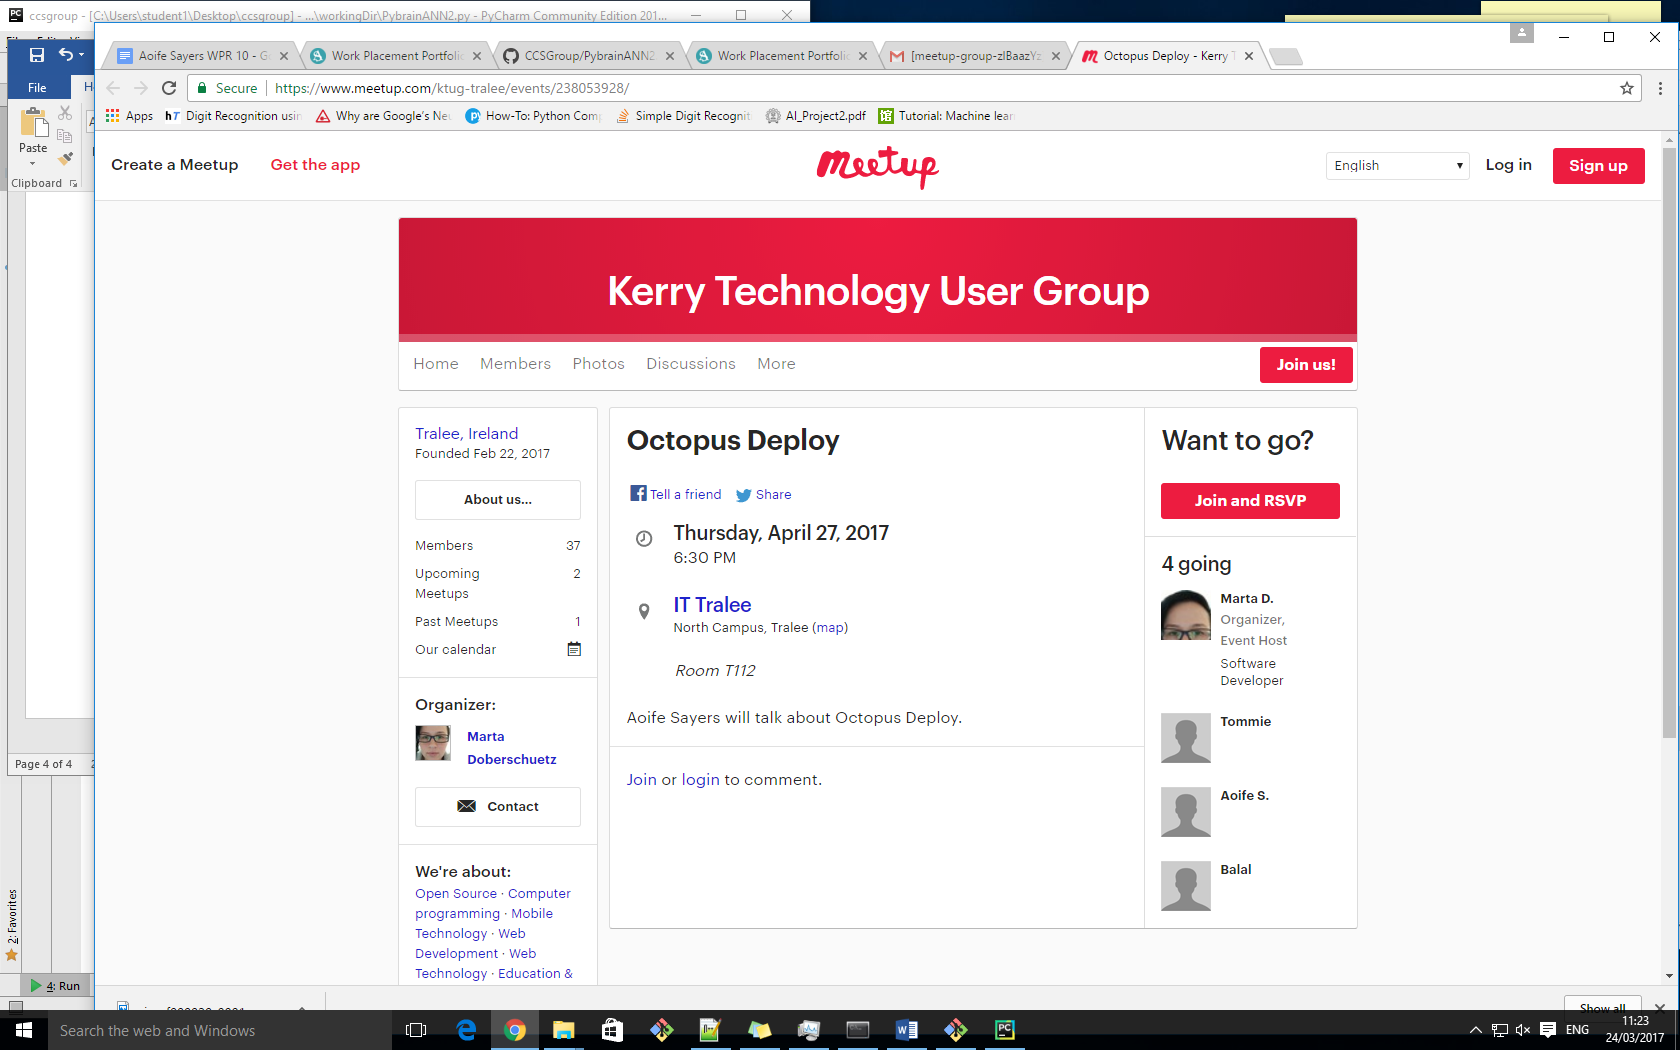 ccsgroup - [C:\Users\student1\Desktop\ccsgroup] - ...\workingDir\PybrainANN2.py - PyCharm Community Edition 201...
File
Paste
Clipboard
Page 4 of 4
2: Favorites
4: Run
Aoife Sayers WPR 10 - G
Work Placement Portfolio
CCSGroup/PybrainANN2
Work Placement Portfolio
[meetup-group-zlBaazYz
Octopus Deploy - Kerry T
Secure https://www.meetup.com/ktug-tralee/events/238053928/
Apps
Digit Recognition usin
Why are Google's Neu
How-To: Python Comp
Simple Digit Recognit
AI_Project2.pdf
Tutorial: Machine lear
Create a Meetup
Get the app
Meetup
English
Log in
Sign up
Kerry Technology User Group
Home Members Photos Discussions More
Join us!
Tralee, Ireland
Founded Feb 22, 2017
About us...
Members 37
Upcoming Meetups 2
Past Meetups 1
Our calendar
Organizer:
Marta
Doberschuetz
Contact
We're about:
Open Source · Computer
programming · Mobile
Technology · Web
Development · Web
Technology · Education &
Octopus Deploy
Tell a friend Share
Thursday, April 27, 2017
6:30 PM
IT Tralee
North Campus, Tralee (map)
Room T112
Aoife Sayers will talk about Octopus Deploy.
Join or login to comment.
Want to go?
Join and RSVP
4 going
Marta D.
Organizer,
Event Host
Software
Developer
Tommie
Aoife S.
Balal
Show all
Search the web and Windows
ENG
11:23
24/03/2017